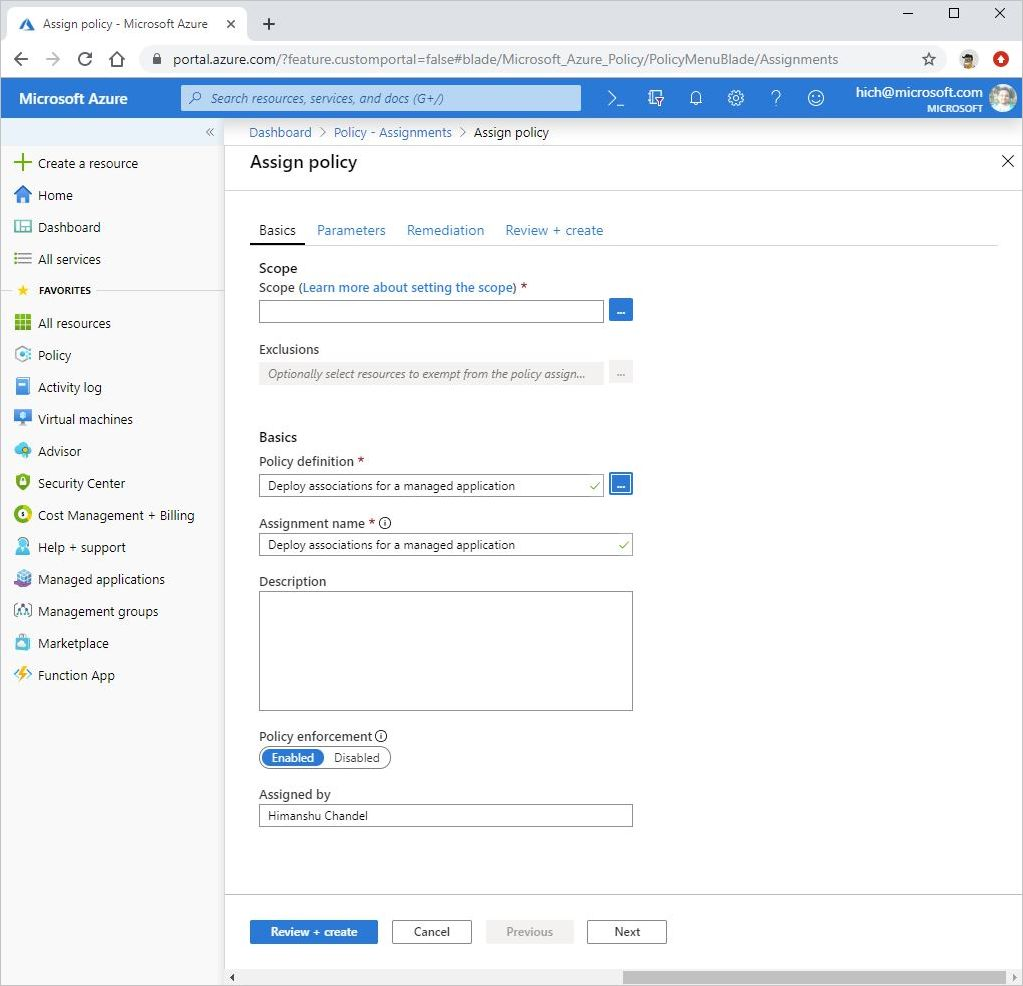 Assign policy - Microsoft Azure
portal.azure.com/?feature.customportal=false#blade/Microsoft_Azure_Policy/PolicyMenuBlade/Assignments
Microsoft Azure
Search resources, services, and docs (G+/)
hich@microsoft.com
MICROSOFT
Dashboard > Policy - Assignments > Assign policy
Create a resource
Home
Dashboard
All services
FAVORITES
All resources
Policy
Activity log
Virtual machines
Advisor
Security Center
Cost Management + Billing
Help + support
Managed applications
Management groups
Marketplace
Function App
Assign policy
Basics Parameters Remediation Review + create
Scope
Scope (Learn more about setting the scope) *
...
Exclusions
Optionally select resources to exempt from the policy assign... ...
Basics
Policy definition *
Deploy associations for a managed application ...
Assignment name *
Deploy associations for a managed application
Description
Policy enforcement
Enabled Disabled
Assigned by
Himanshu Chandel
Review + create Cancel Previous Next